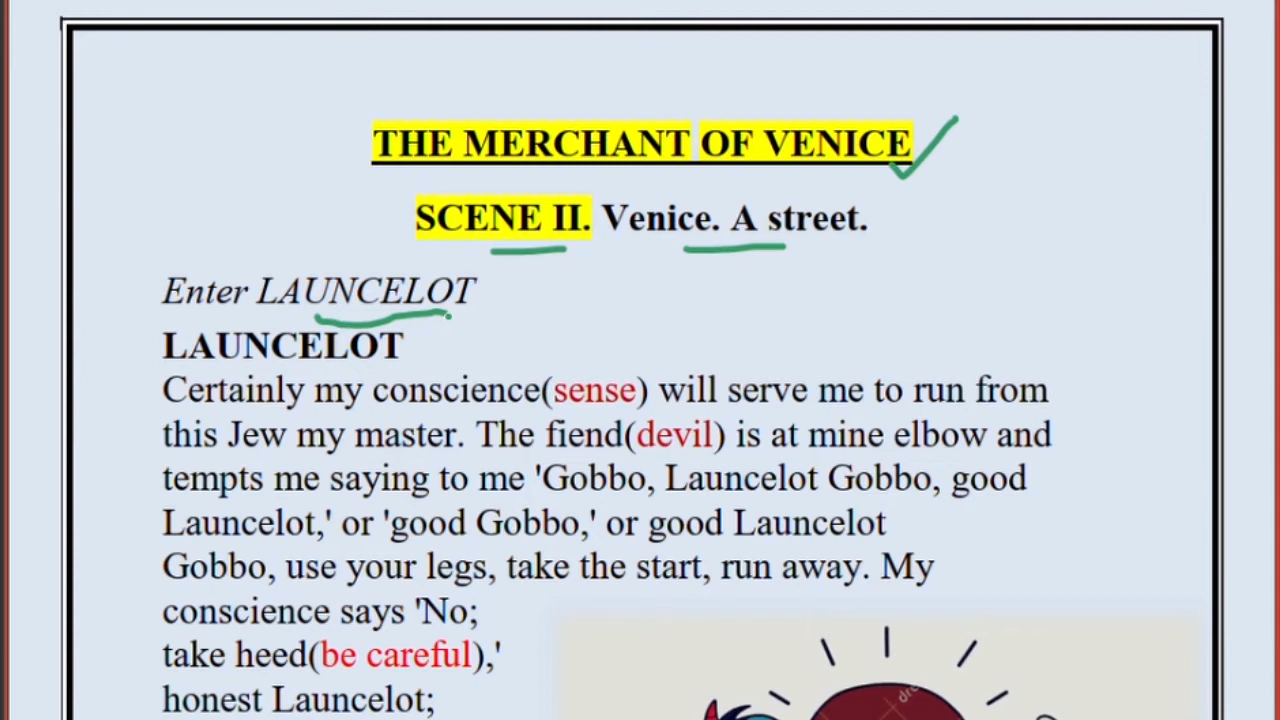 THE MERCHANT OF VENICE
SCENE II. Venice. A street.
Enter LAUNCELOT
LAUNCELOT
Certainly my conscience(sense) will serve me to run from
this Jew my master. The fiend(devil) is at mine elbow and
tempts me saying to me 'Gobbo, Launcelot Gobbo, good
Launcelot,' or 'good Gobbo,' or good Launcelot
Gobbo, use your legs, take the start, run away. My
conscience says 'No;
take heed(be careful),'
honest Launcelot;